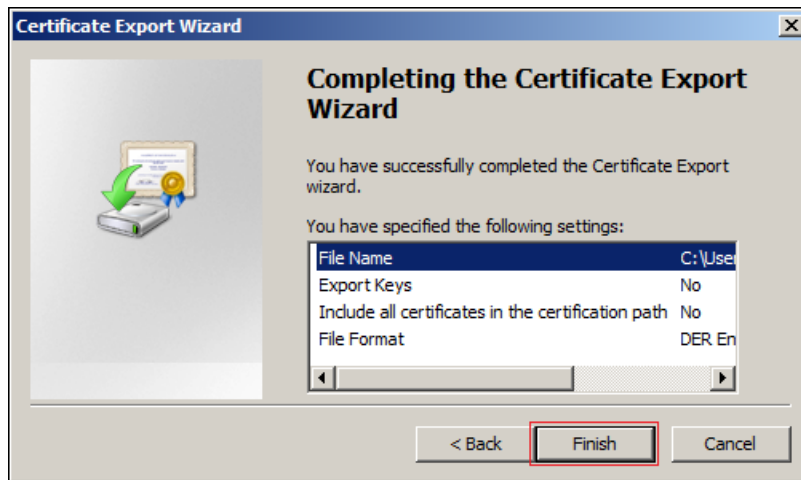 Certificate Export Wizard
Completing the Certificate Export
Wizard
You have successfully completed the Certificate Export
wizard.
You have specified the following settings:
File Name C:\User
Export Keys No
Include all certificates in the certification path No
File Format DER En
< Back Finish Cancel